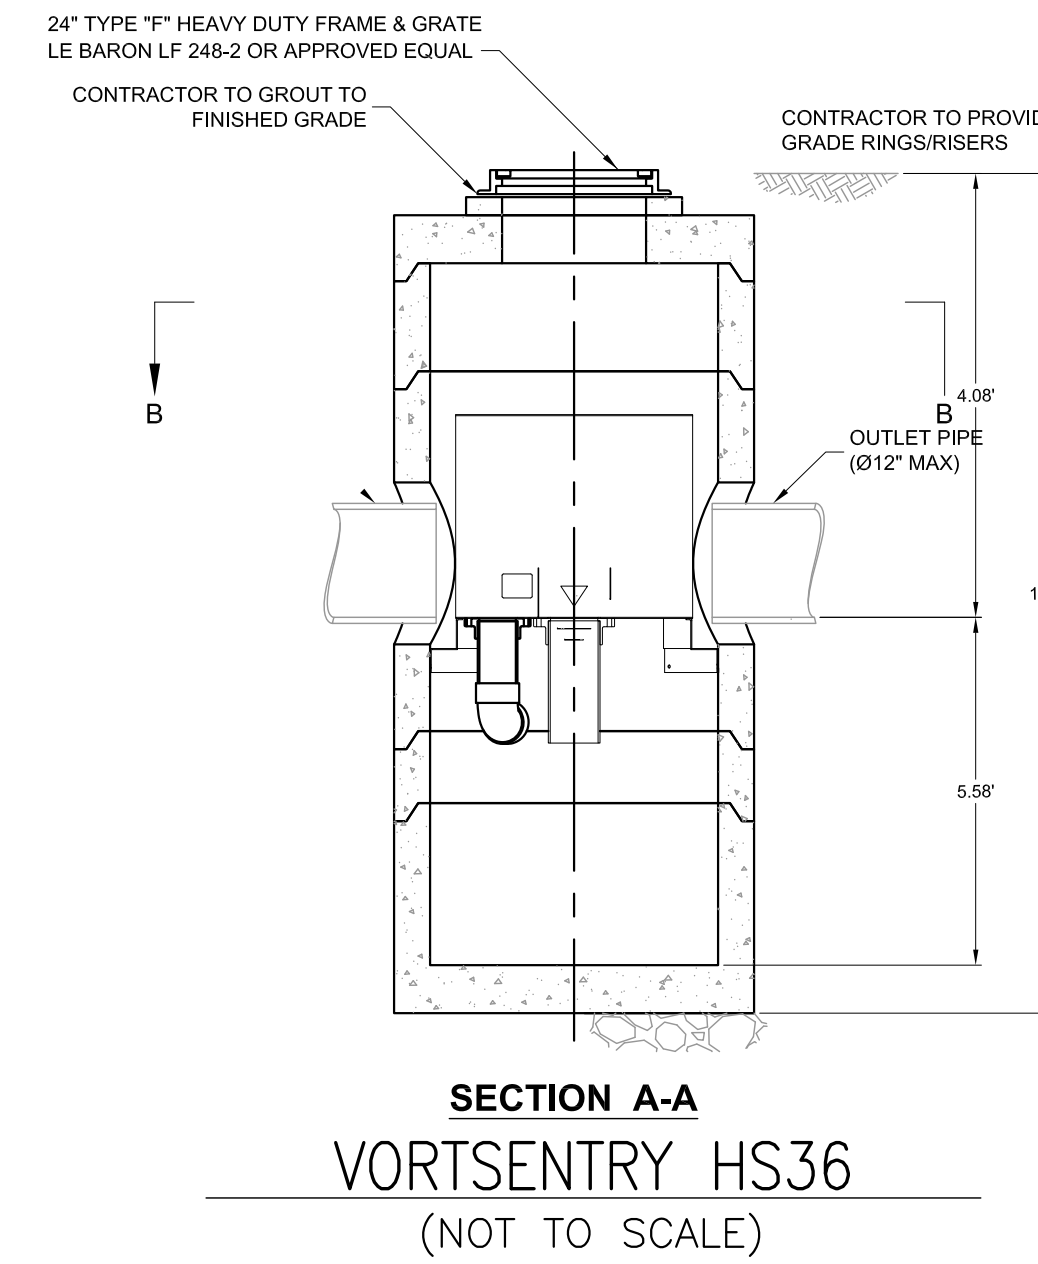 24" TYPE "F" HEAVY DUTY FRAME & GRATE
LE BARON LF 248-2 OR APPROVED EQUAL
CONTRACTOR TO GROUT TO
FINISHED GRADE
CONTRACTOR TO PROVID
GRADE RINGS/RISERS
B
B
4.08'
OUTLET PIPE
(Ø12" MAX)
1
5.58'
SECTION A-A
VORTSENTRY HS36
(NOT TO SCALE)